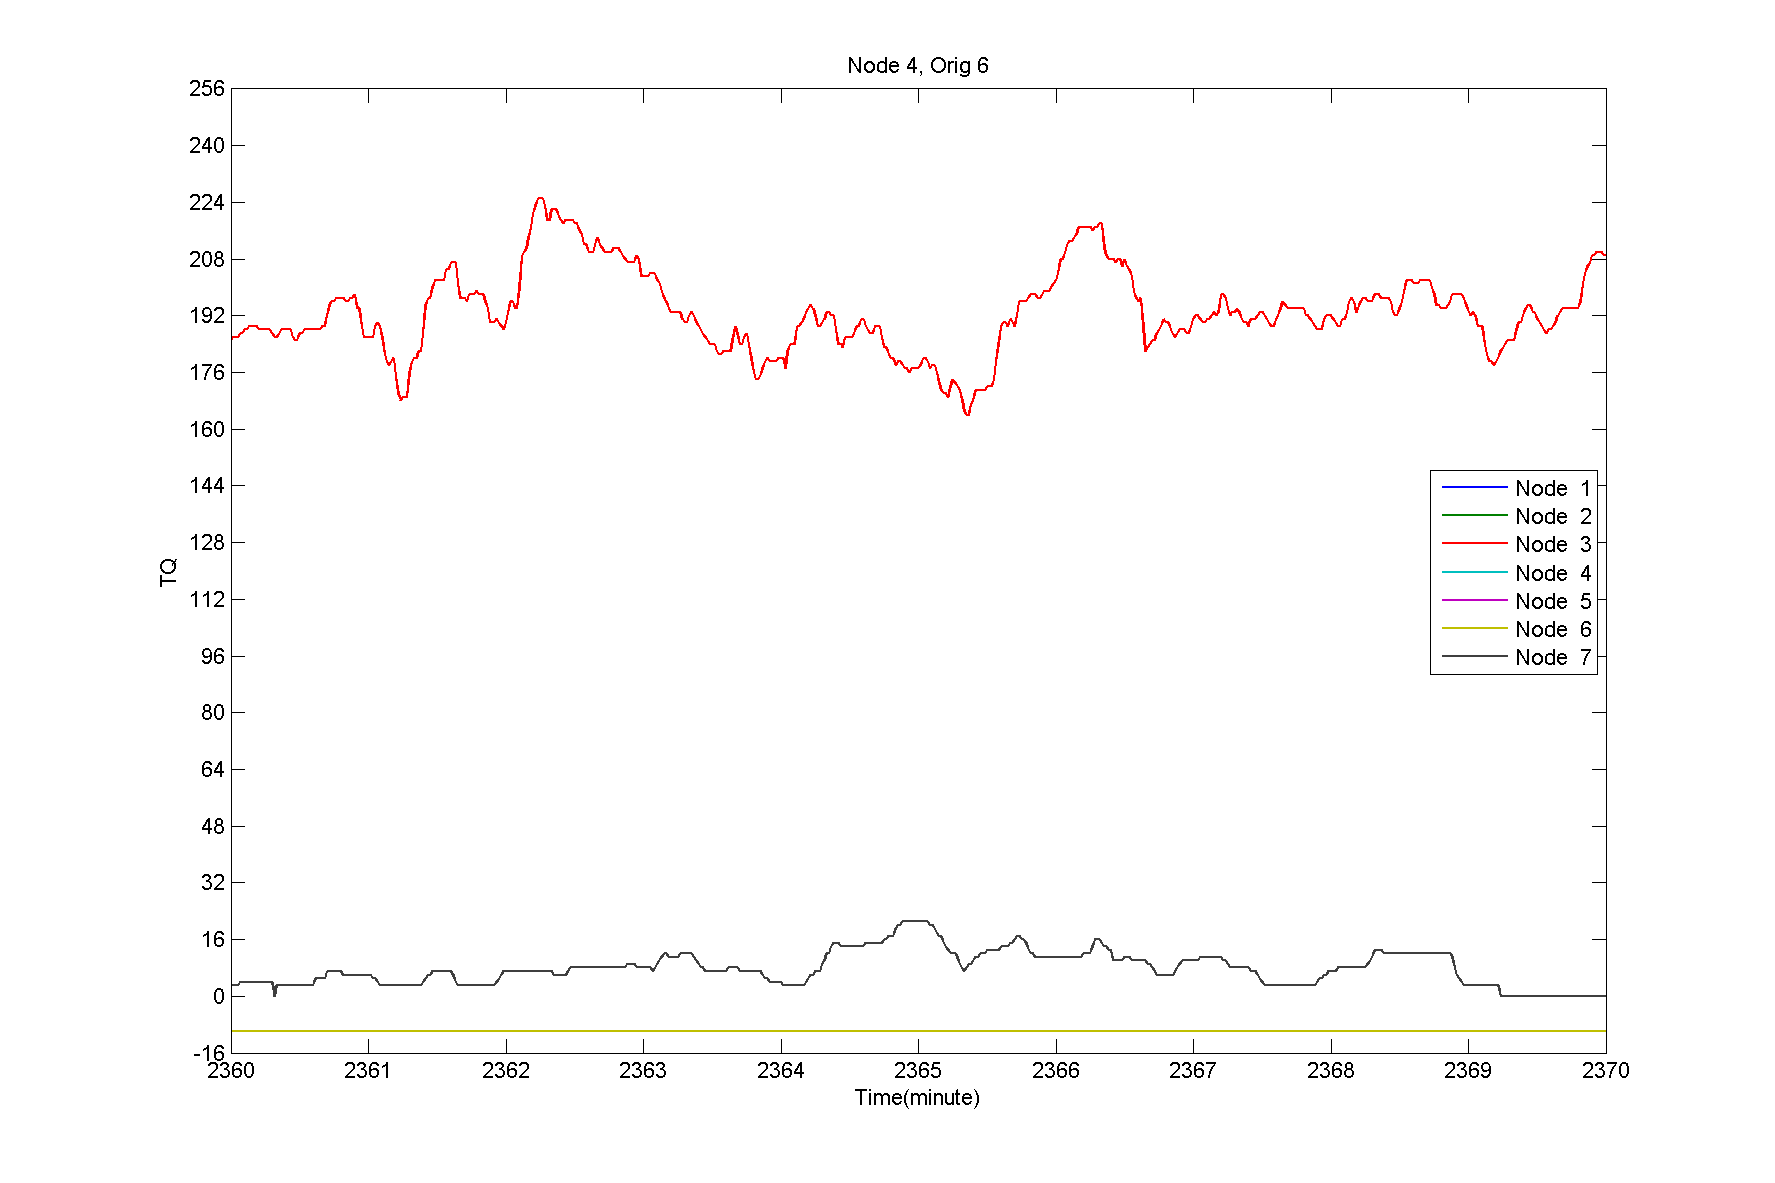 Node 4, Orig 6
256
240
224
208
192
176
160
144
128
112
96
80
64
48
32
16
0
-16
TQ
Node 1
Node 2
Node 3
Node 4
Node 5
Node 6
Node 7
2360 2361 2362 2363 2364 2365 2366 2367 2368 2369 2370
Time(minute)